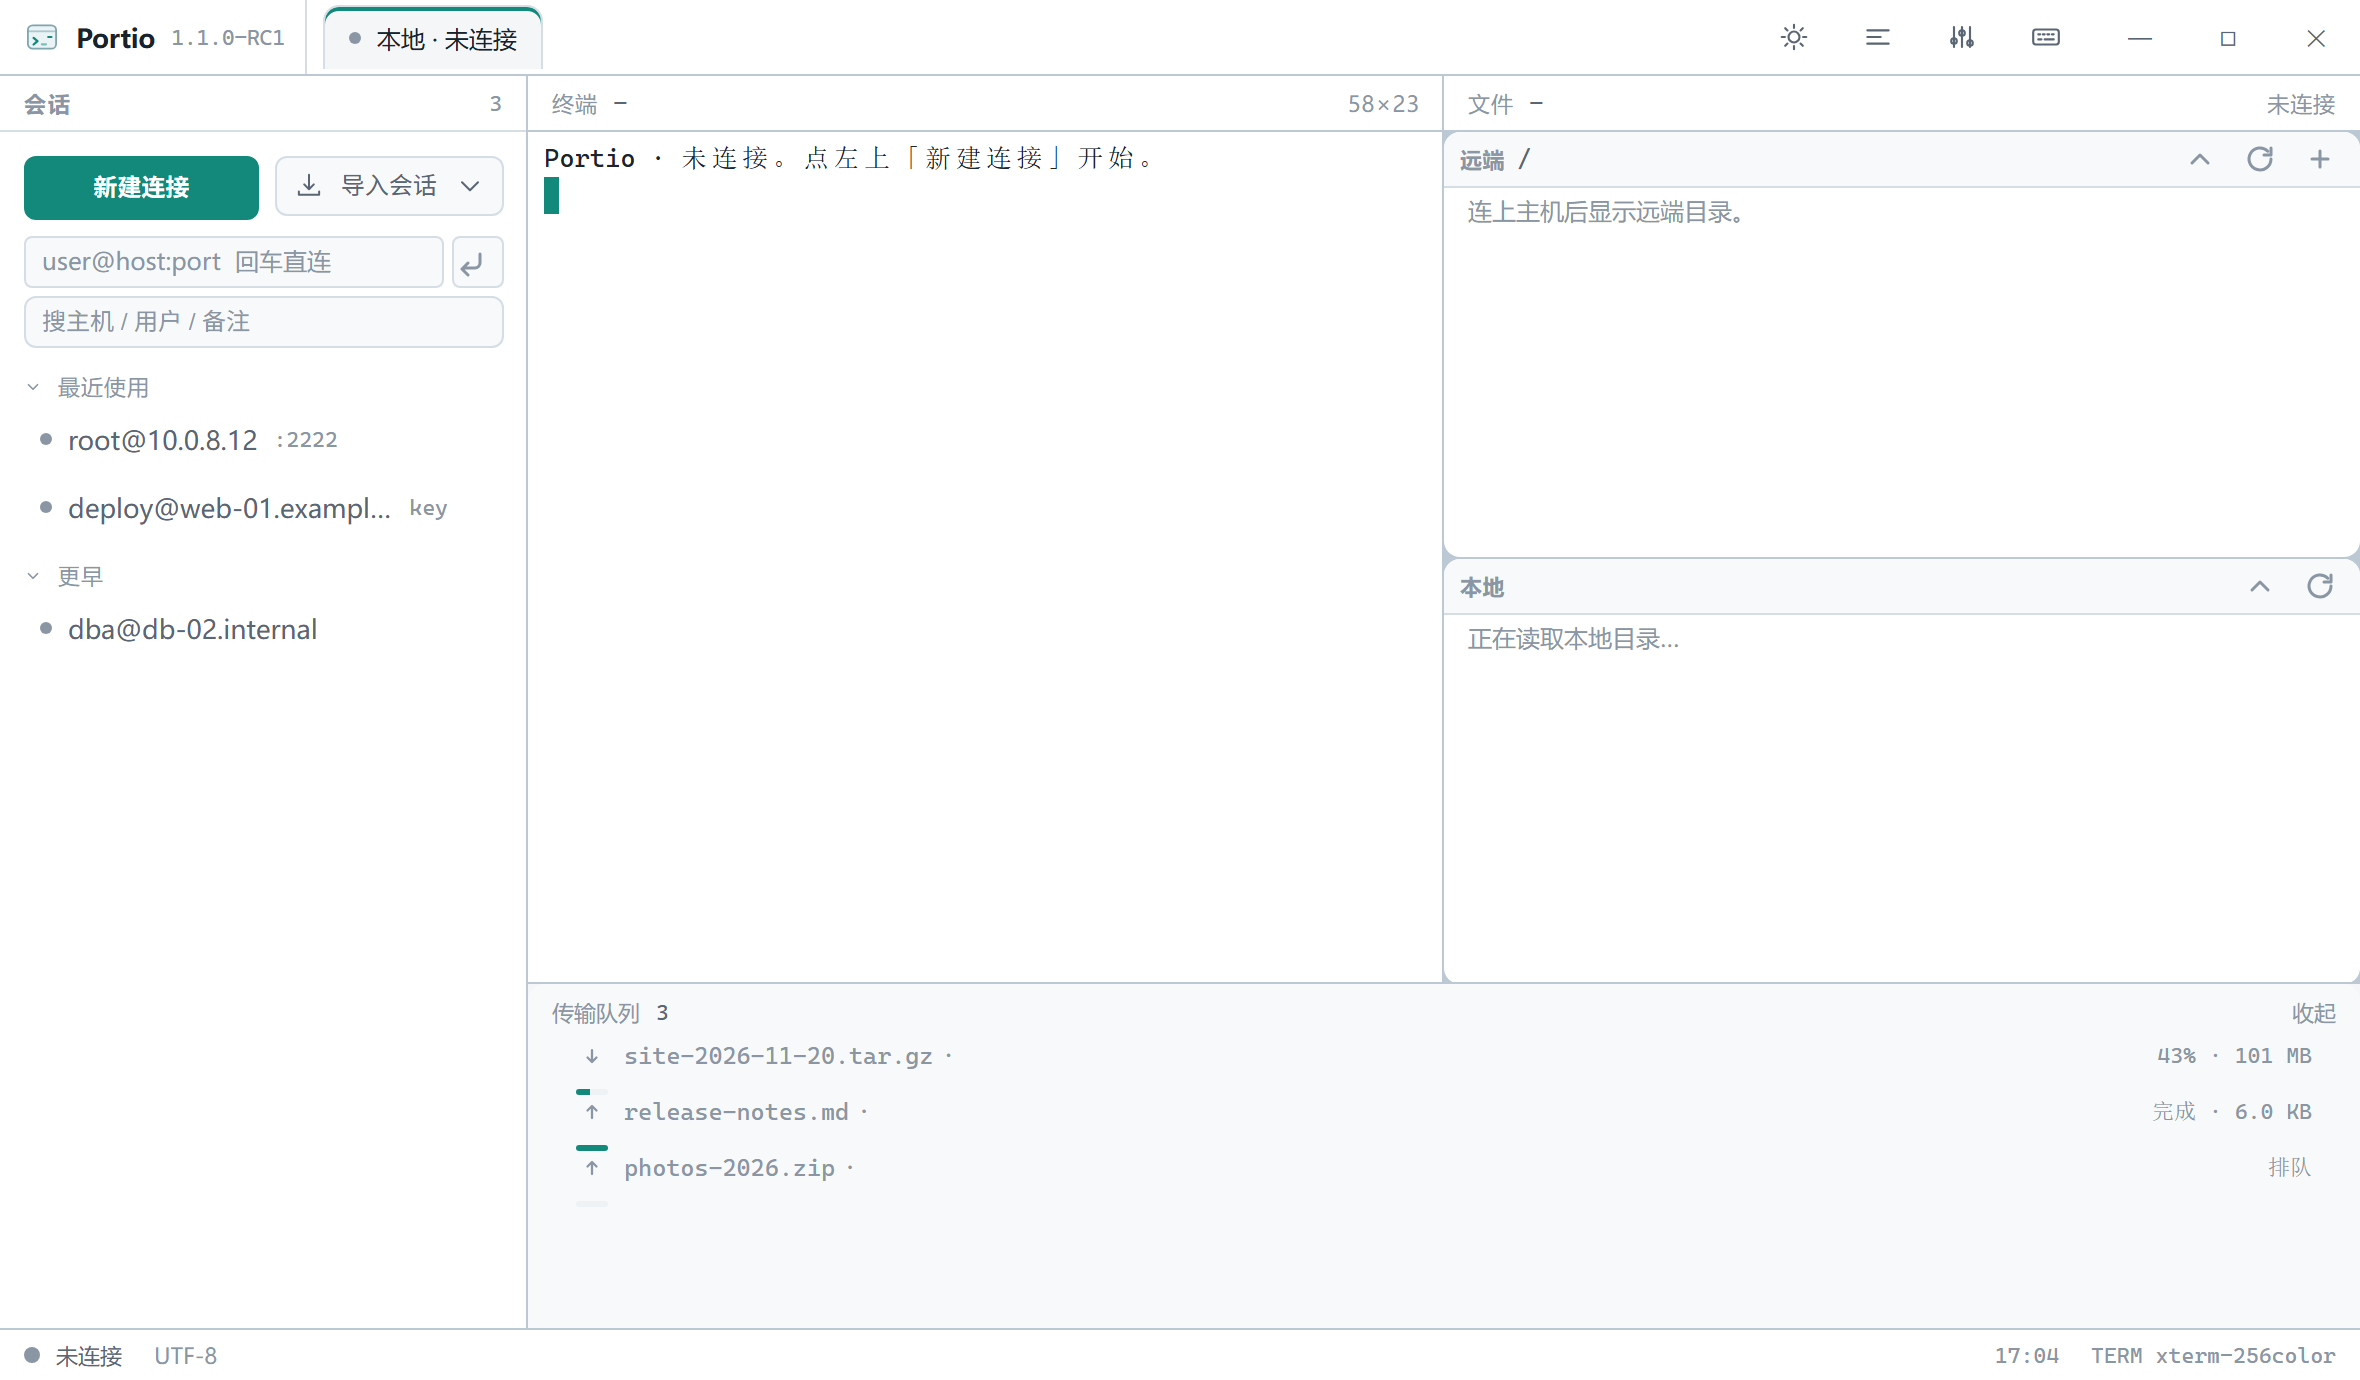 Portio 1.1.0-RC1
本地 · 未连接
会话 3
新建连接
导入会话
user@host:port 回车直连
搜主机 / 用户 / 备注
最近使用
root@10.0.8.12 :2222
deploy@web-01.exampl... key
更早
dba@db-02.internal
终端 — 58×23
Portio · 未连接。点左上「新建连接」开始。
文件 — 未连接
远端 /
连上主机后显示远端目录。
本地
正在读取本地目录...
传输队列 3 收起
↓ site-2026-11-20.tar.gz · 43% · 101 MB
↑ release-notes.md · 完成 · 6.0 KB
↑ photos-2026.zip · 排队
未连接 UTF-8 17:04 TERM xterm-256color